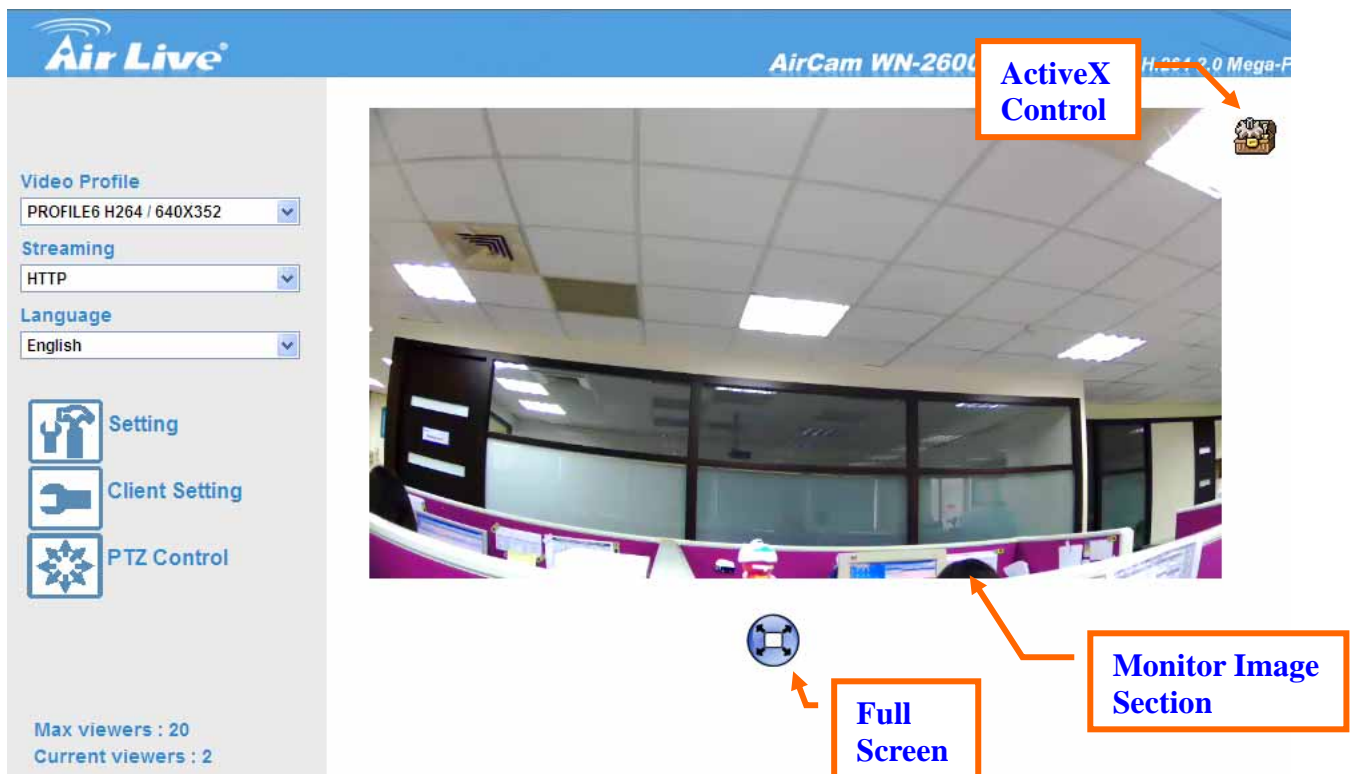 Air Live®
AirCam WN-2600
H.264 2.0 Mega-P
ActiveX
Control
Video Profile
PROFILE6 H264 / 640X352
Streaming
HTTP
Language
English
Setting
Client Setting
PTZ Control
Monitor Image
Section
Full
Screen
Max viewers : 20
Current viewers : 2